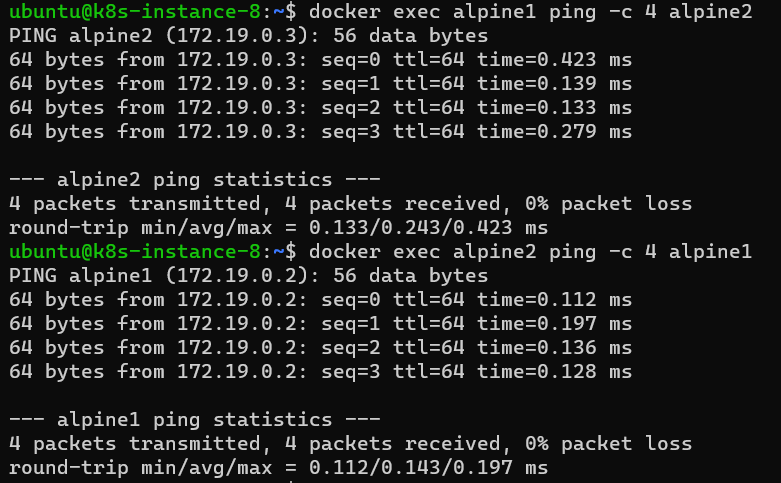 ubuntu@k8s-instance-8:~$ docker exec alpine1 ping -c 4 alpine2
PING alpine2 (172.19.0.3): 56 data bytes
64 bytes from 172.19.0.3: seq=0 ttl=64 time=0.423 ms
64 bytes from 172.19.0.3: seq=1 ttl=64 time=0.139 ms
64 bytes from 172.19.0.3: seq=2 ttl=64 time=0.133 ms
64 bytes from 172.19.0.3: seq=3 ttl=64 time=0.279 ms

--- alpine2 ping statistics ---
4 packets transmitted, 4 packets received, 0% packet loss
round-trip min/avg/max = 0.133/0.243/0.423 ms
ubuntu@k8s-instance-8:~$ docker exec alpine2 ping -c 4 alpine1
PING alpine1 (172.19.0.2): 56 data bytes
64 bytes from 172.19.0.2: seq=0 ttl=64 time=0.112 ms
64 bytes from 172.19.0.2: seq=1 ttl=64 time=0.197 ms
64 bytes from 172.19.0.2: seq=2 ttl=64 time=0.136 ms
64 bytes from 172.19.0.2: seq=3 ttl=64 time=0.128 ms

--- alpine1 ping statistics ---
4 packets transmitted, 4 packets received, 0% packet loss
round-trip min/avg/max = 0.112/0.143/0.197 ms